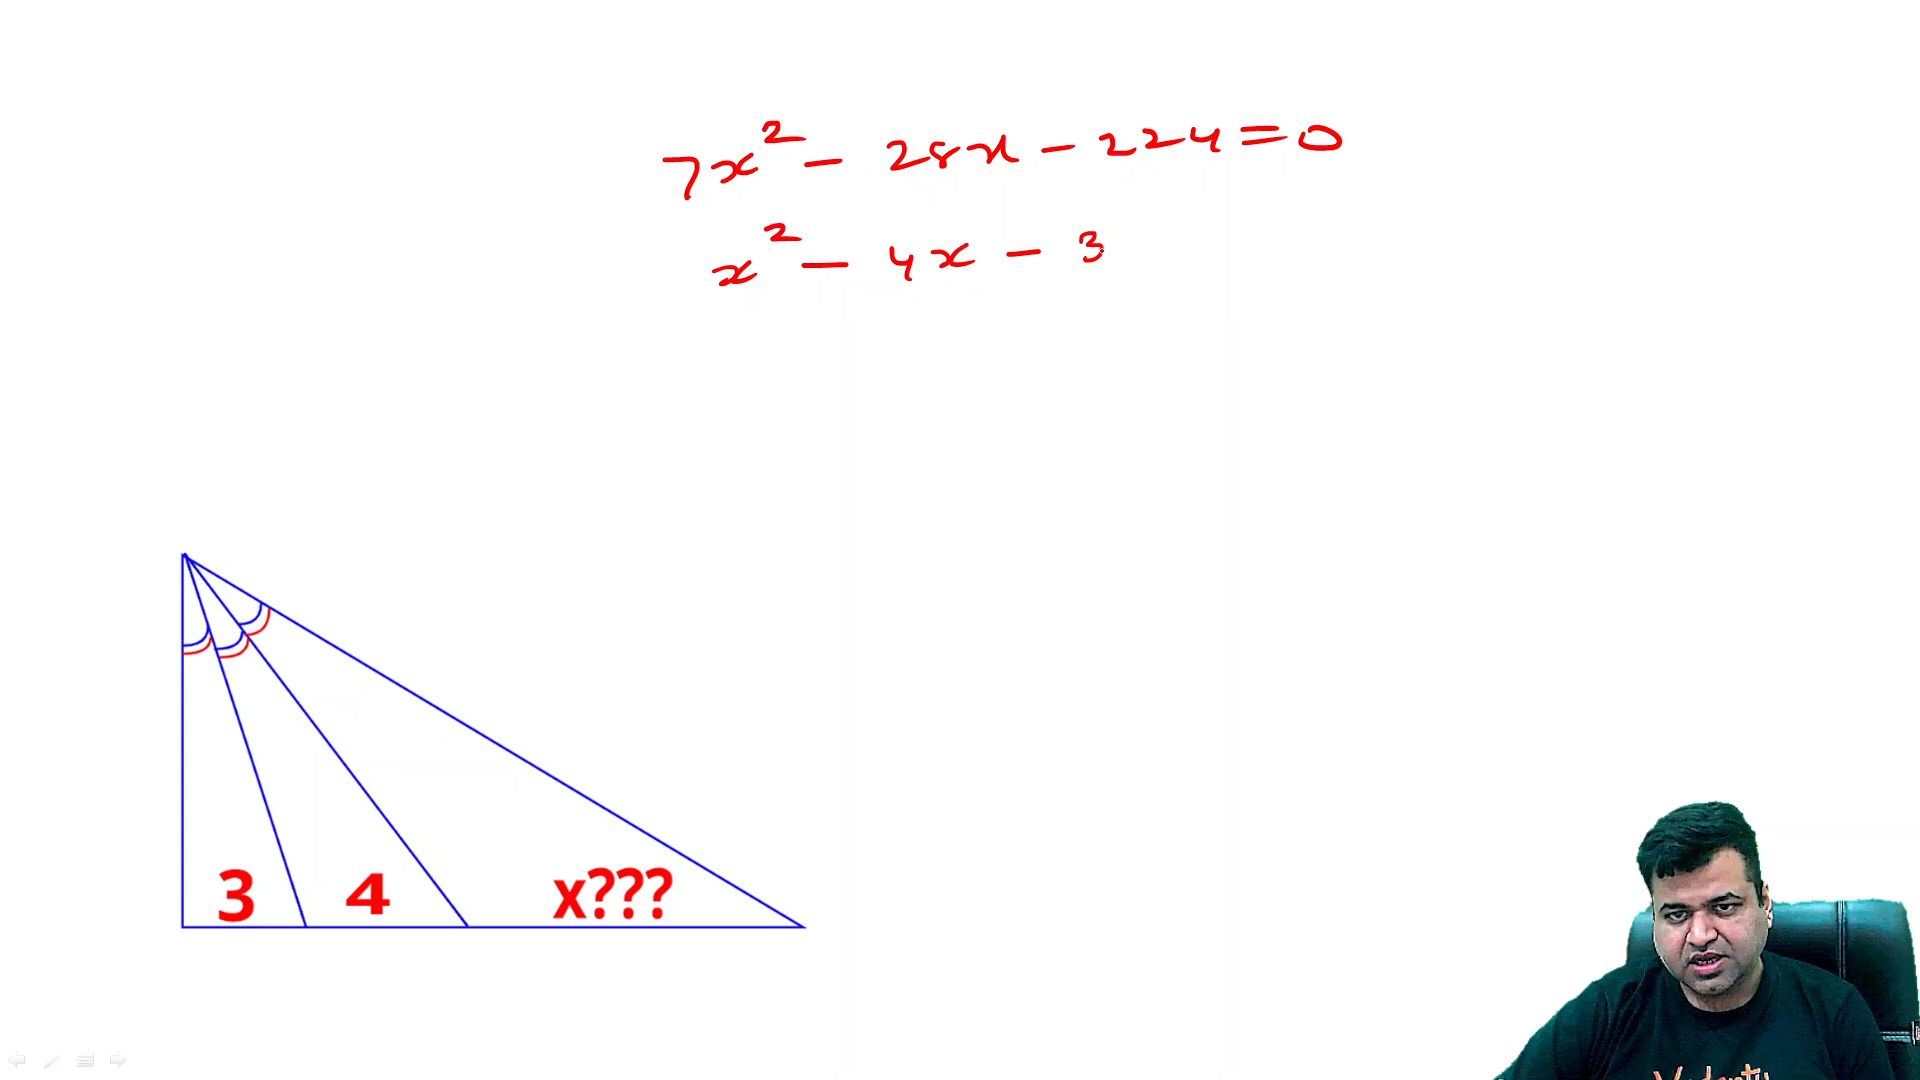 7x² - 28x - 224 = 0
x² - 4x - 3
3 4 x???